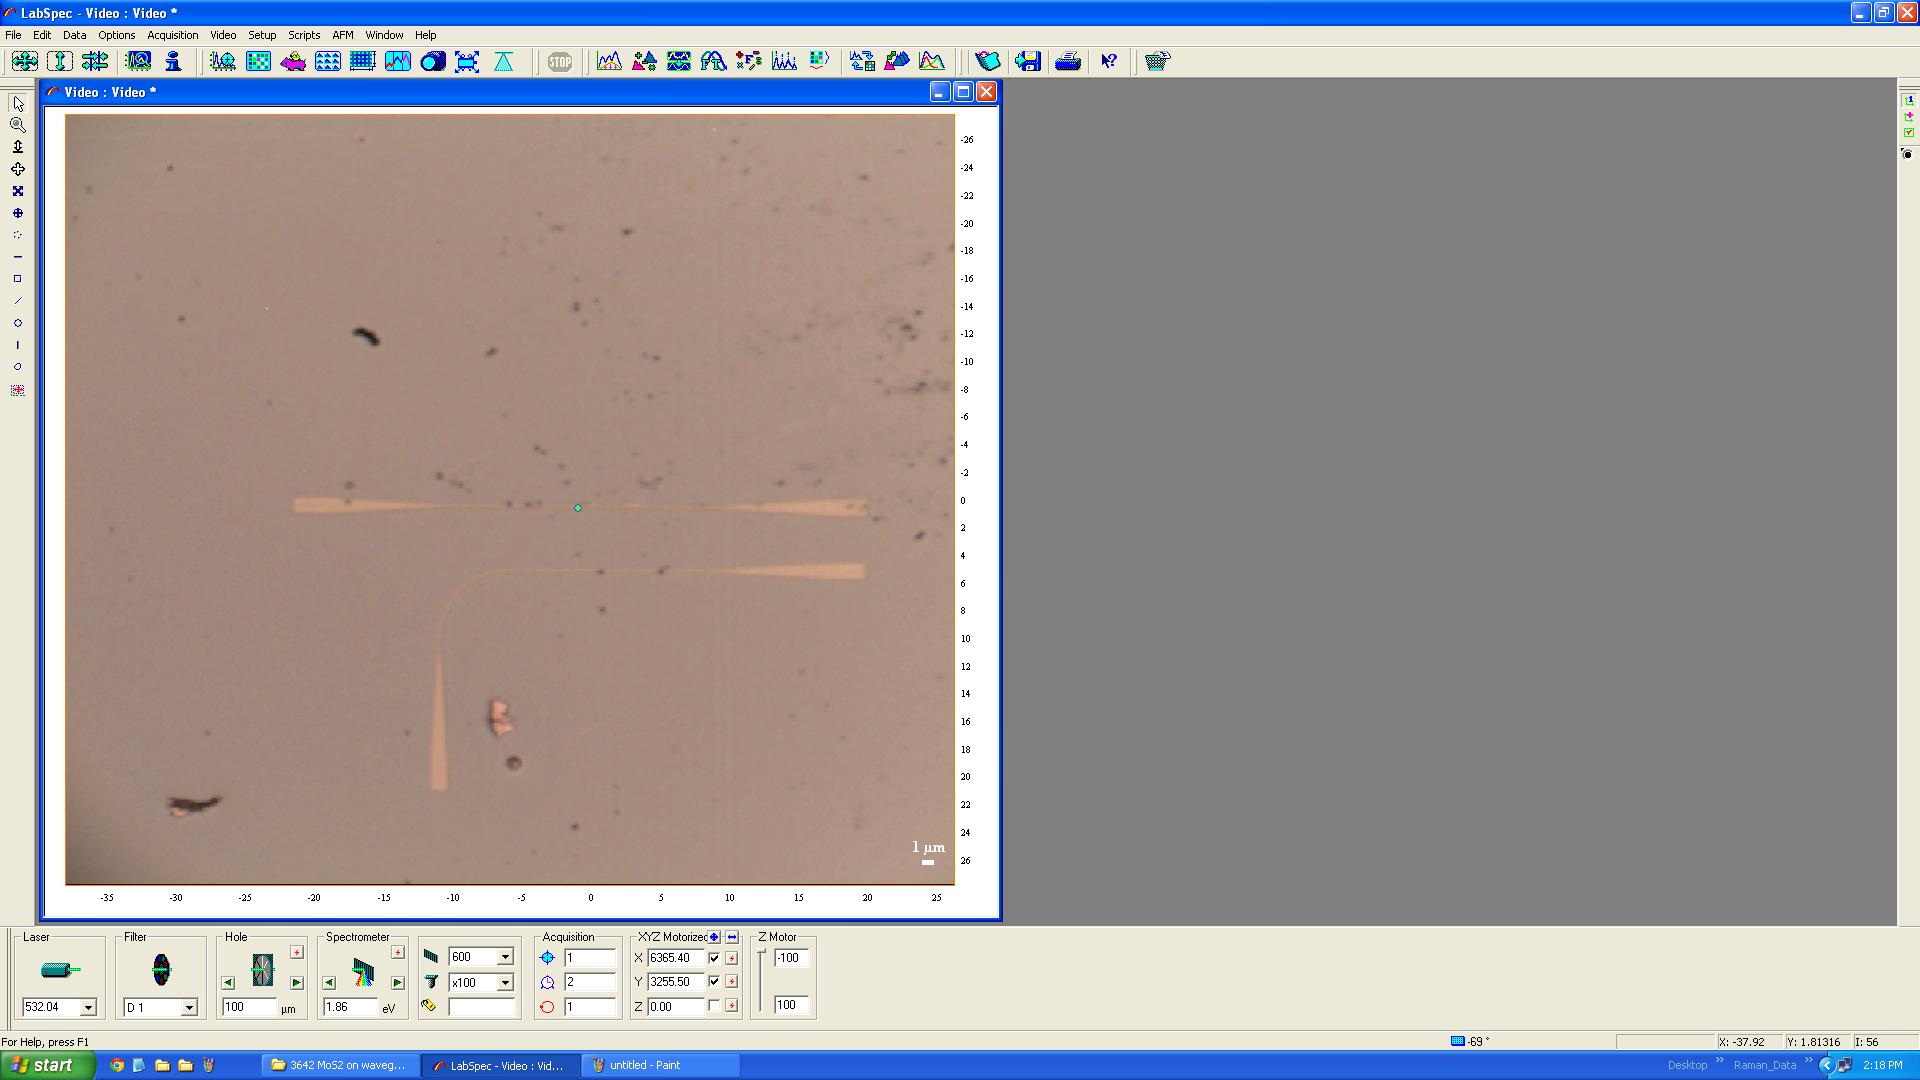 LabSpec - Video : Video *
File Edit Data Options Acquisition Video Setup Scripts AFM Window Help
STOP
Video : Video *
-26
-24
-22
-20
-18
-16
-14
-12
-10
-8
-6
-4
-2
0
2
4
6
8
10
12
14
16
18
20
22
24
26
1 µm
-35 -30 -25 -20 -15 -10 -5 0 5 10 15 20 25
Laser Filter Hole Spectrometer Acquisition XYZ Motorized Z Motor
600 1 X 6365.40 -100
x100 2 Y 3255.50
532.04 D 1 100 µm 1.86 eV 1 Z 0.00 100
For Help, press F1 -69 ° X: -37.92 Y: 1.81316 I: 56
start 3642 MoS2 on waveg... LabSpec - Video : Vid... untitled - Paint Desktop » Raman_Data » 2:18 PM